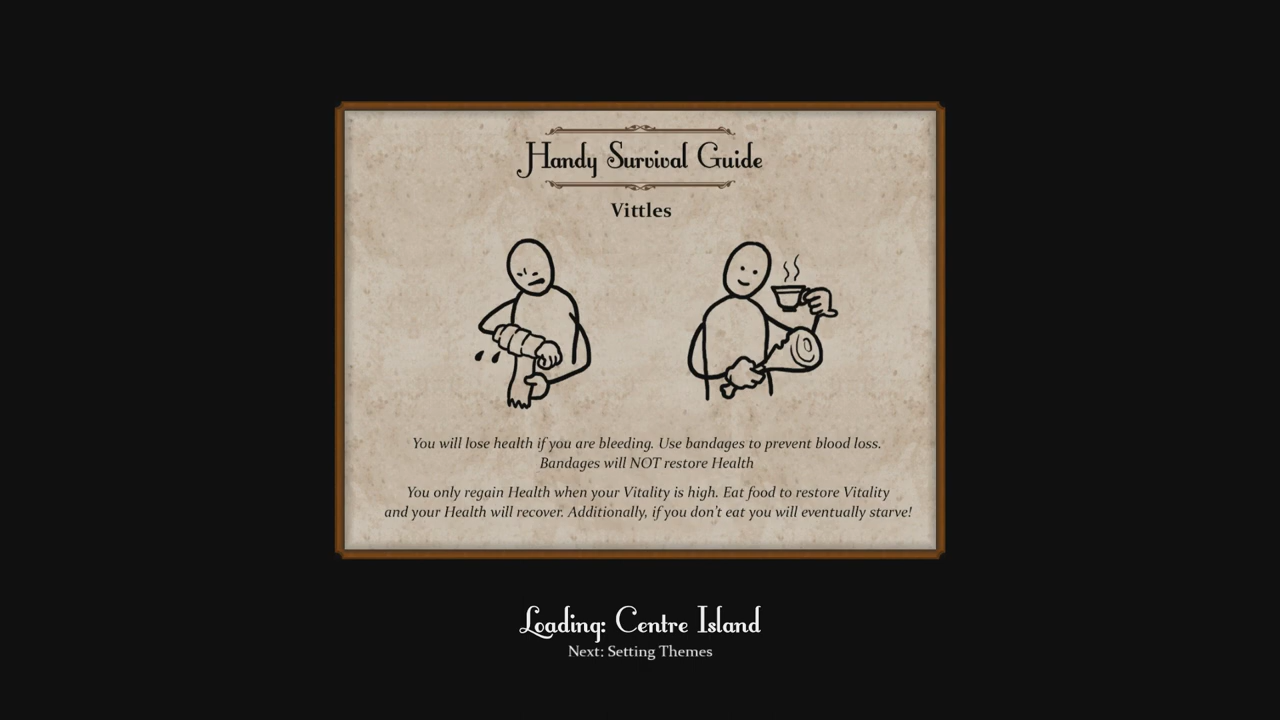 Handy Survival Guide
Vittles
You will lose health if you are bleeding. Use bandages to prevent blood loss.
Bandages will NOT restore Health
You only regain Health when your Vitality is high. Eat food to restore Vitality
and your Health will recover. Additionally, if you don't eat you will eventually starve!
Loading: Centre Island
Next: Setting Themes